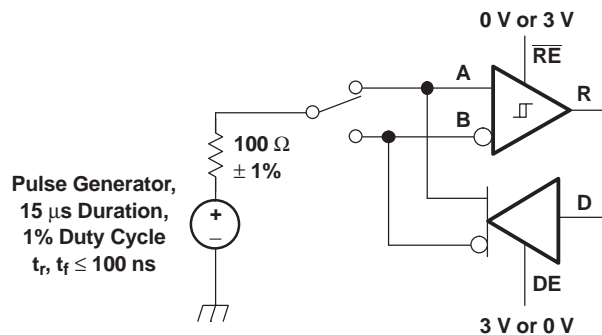 0 V or 3 V
R̅E̅
A
R
B
100 Ω
± 1%
Pulse Generator,
15 μs Duration,
1% Duty Cycle
tr, tf ≤ 100 ns
+
–
D
DE
3 V or 0 V